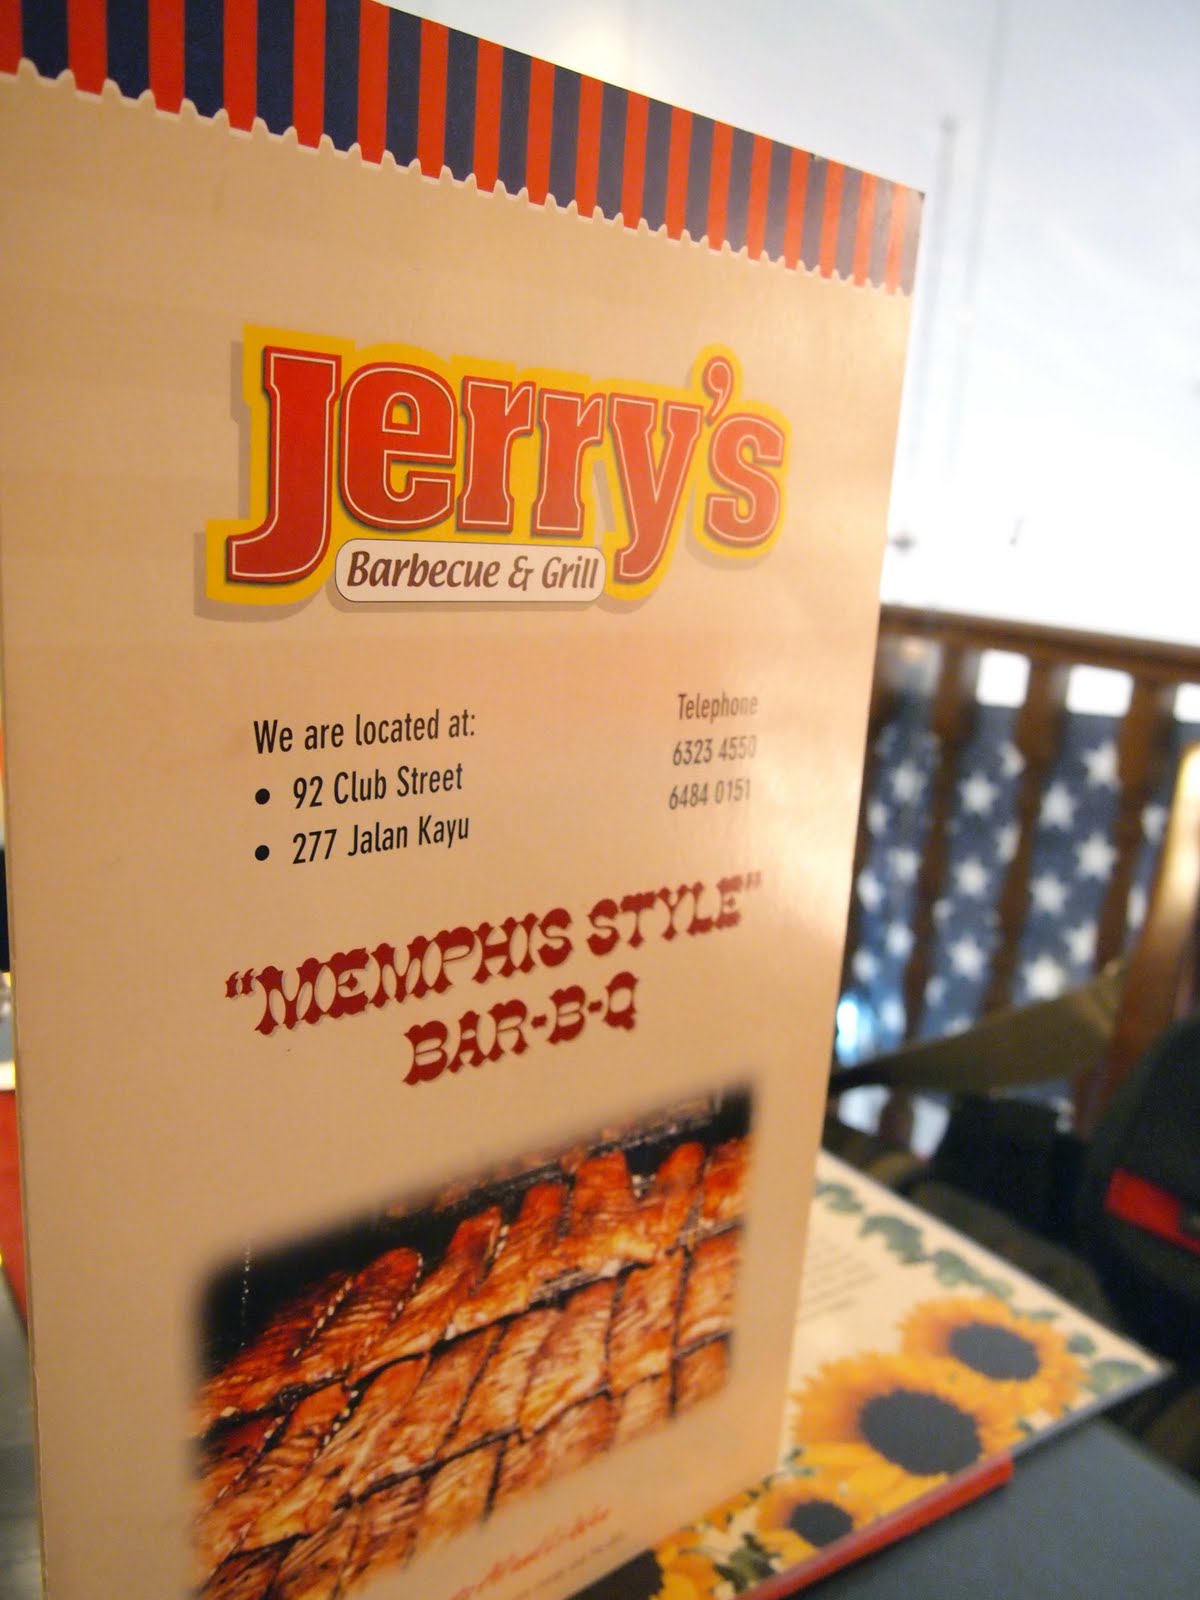 Jerry's
Barbecue & Grill
We are located at:
• 92 Club Street
• 277 Jalan Kayu
Telephone
6323 4550
6484 0151
“MEMPHIS STYLE”
BAR-B-Q